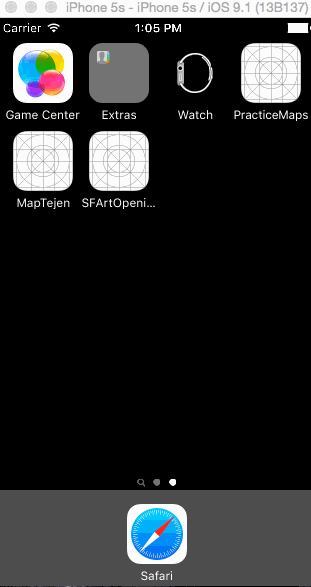 iPhone 5s - iPhone 5s / iOS 9.1 (13B137)
Carrier 1:05 PM
Game Center Extras Watch PracticeMaps
MapTejen SFArtOpeni...
Safari